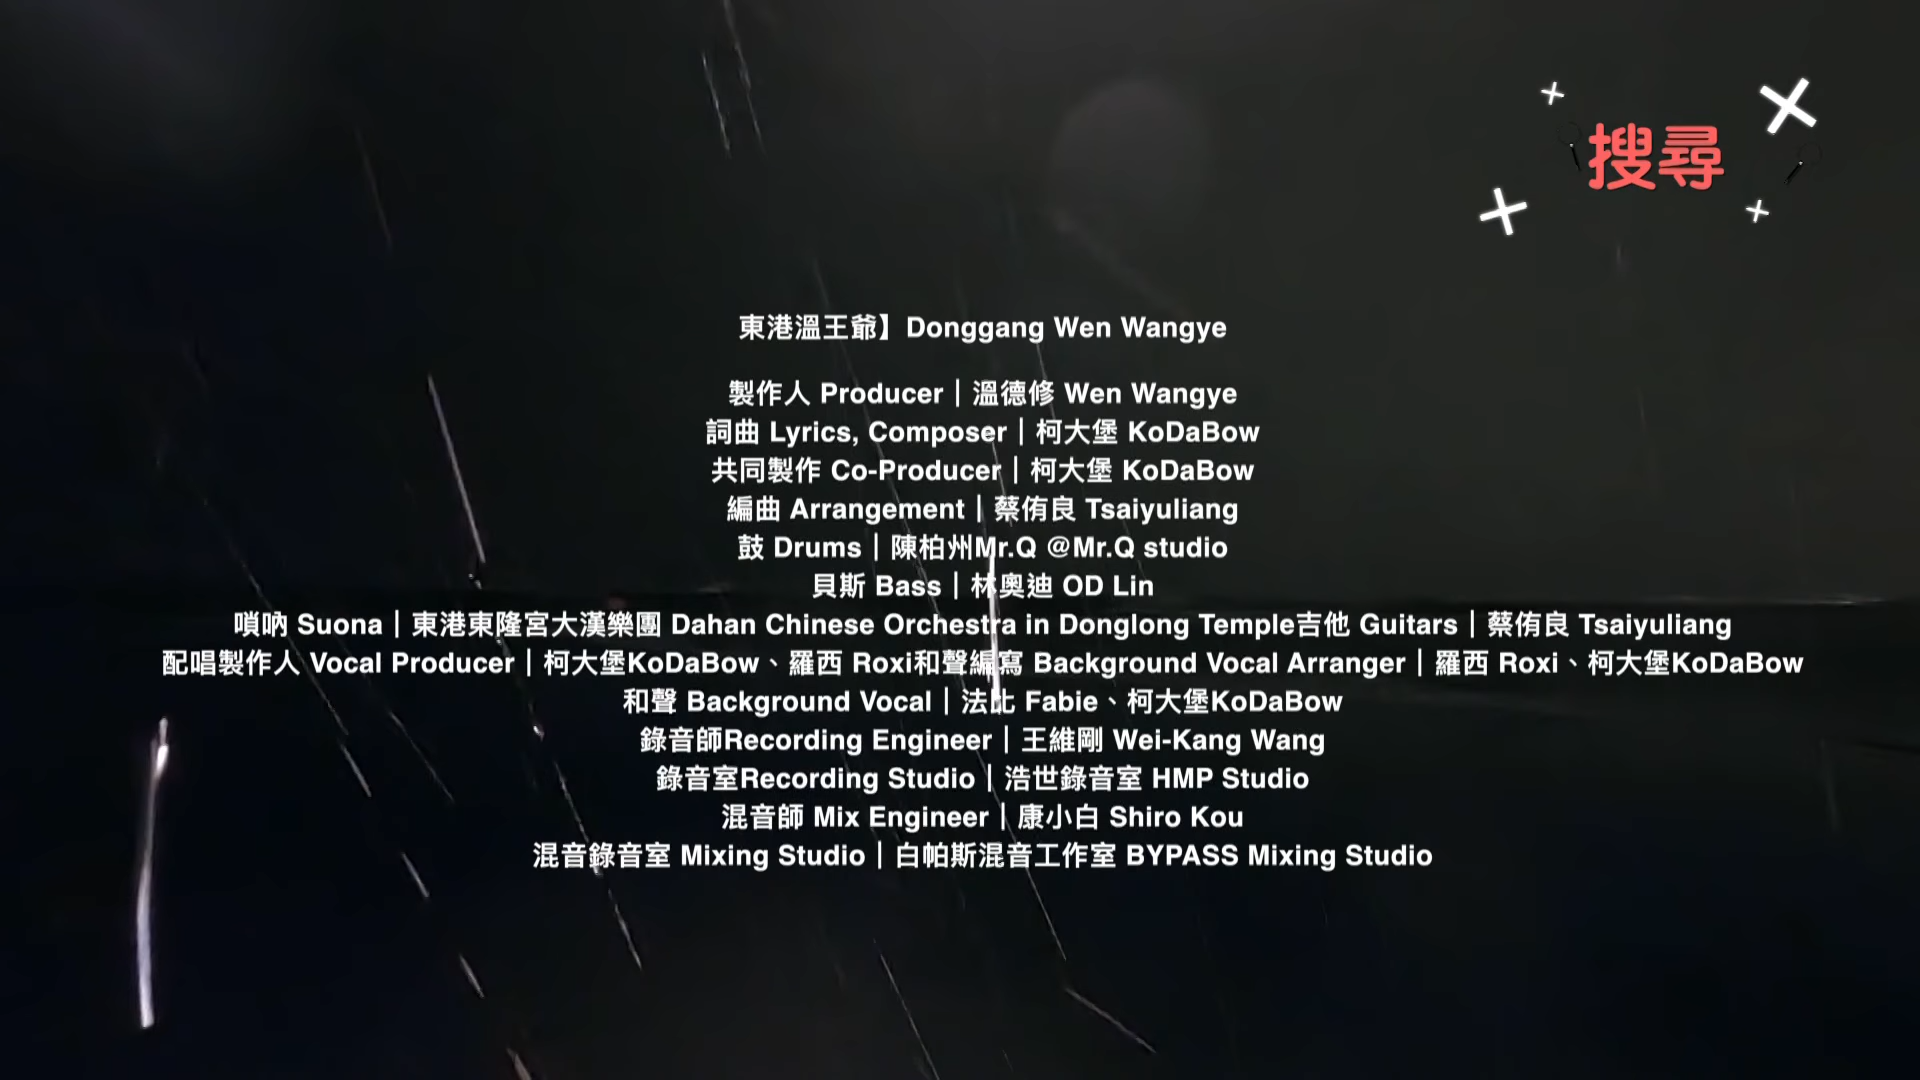 搜尋
東港溫王爺】Donggang Wen Wangye
製作人 Producer｜溫德修 Wen Wangye
詞曲 Lyrics, Composer｜柯大堡 KoDaBow
共同製作 Co-Producer｜柯大堡 KoDaBow
編曲 Arrangement｜蔡侑良 Tsaiyuliang
鼓 Drums｜陳柏州Mr.Q @Mr.Q studio
貝斯 Bass｜林奧迪 OD Lin
嗩吶 Suona｜東港東隆宮大漢樂團 Dahan Chinese Orchestra in Donglong Temple吉他 Guitars｜蔡侑良 Tsaiyuliang
配唱製作人 Vocal Producer｜柯大堡KoDaBow、羅西 Roxi和聲編寫 Background Vocal Arranger｜羅西 Roxi、柯大堡KoDaBow
和聲 Background Vocal｜法比 Fabie、柯大堡KoDaBow
錄音師Recording Engineer｜王維剛 Wei-Kang Wang
錄音室Recording Studio｜浩世錄音室 HMP Studio
混音師 Mix Engineer｜康小白 Shiro Kou
混音錄音室 Mixing Studio｜白帕斯混音工作室 BYPASS Mixing Studio